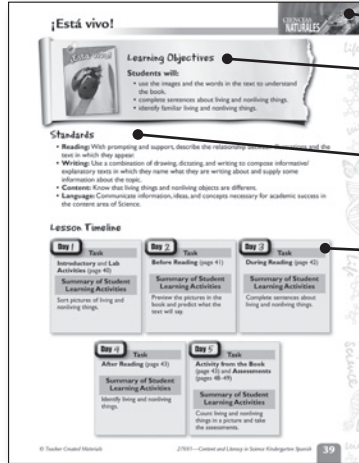 ¡Está vivo!
CIENCIAS
NATURALES
¡Está vivo!
Learning Objectives
Students will:
• use the images and the words in the text to understand
the book.
• complete sentences about living and nonliving things.
• identify familiar living and nonliving things.
Standards
• Reading: With prompting and support, describe the relationship between illustrations and the
text in which they appear.
• Writing: Use a combination of drawing, dictating, and writing to compose informative/
explanatory texts in which they name what they are writing about and supply some
information about the topic.
• Content: Know that living things and nonliving objects are different.
• Language: Communicate information, ideas, and concepts necessary for academic success in
the content area of Science.
Lesson Timeline
Day 1
Task
Introductory and Lab
Activities (page 40)
Summary of Student
Learning Activities
Sort pictures of living and
nonliving things.
Day 2
Task
Before Reading (page 41)
Summary of Student
Learning Activities
Preview the pictures in the
book and predict what the
text will say.
Day 3
Task
During Reading (page 42)
Summary of Student
Learning Activities
Complete sentences about
living and nonliving things.
Day 4
Task
After Reading (page 43)
Summary of Student
Learning Activities
Identify living and nonliving
things.
Day 5
Task
Activity from the Book
(page 43) and Assessments
(pages 48–49)
Summary of Student
Learning Activities
Count living and nonliving
things in a picture and take
the assessments.
Life
Science
© Teacher Created Materials
27593—Content and Literacy in Science Kindergarten Spanish
39